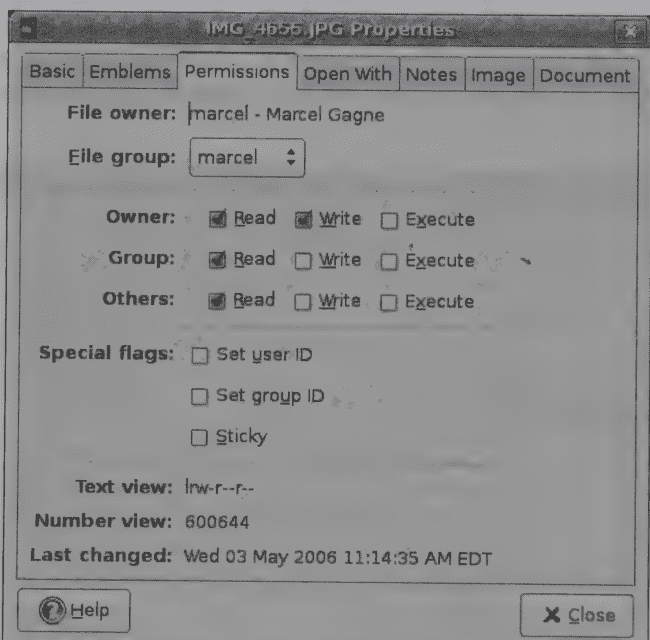 IMG_4656.JPG Properties
Basic Emblems Permissions Open With Notes Image Document
File owner: marcel - Marcel Gagne
File group: marcel
Owner: Read Write Execute
Group: Read Write Execute
Others: Read Write Execute
Special flags: Set user ID
Set group ID
Sticky
Text view: lrw-r--r--
Number view: 600644
Last changed: Wed 03 May 2006 11:14:35 AM EDT
Help Close